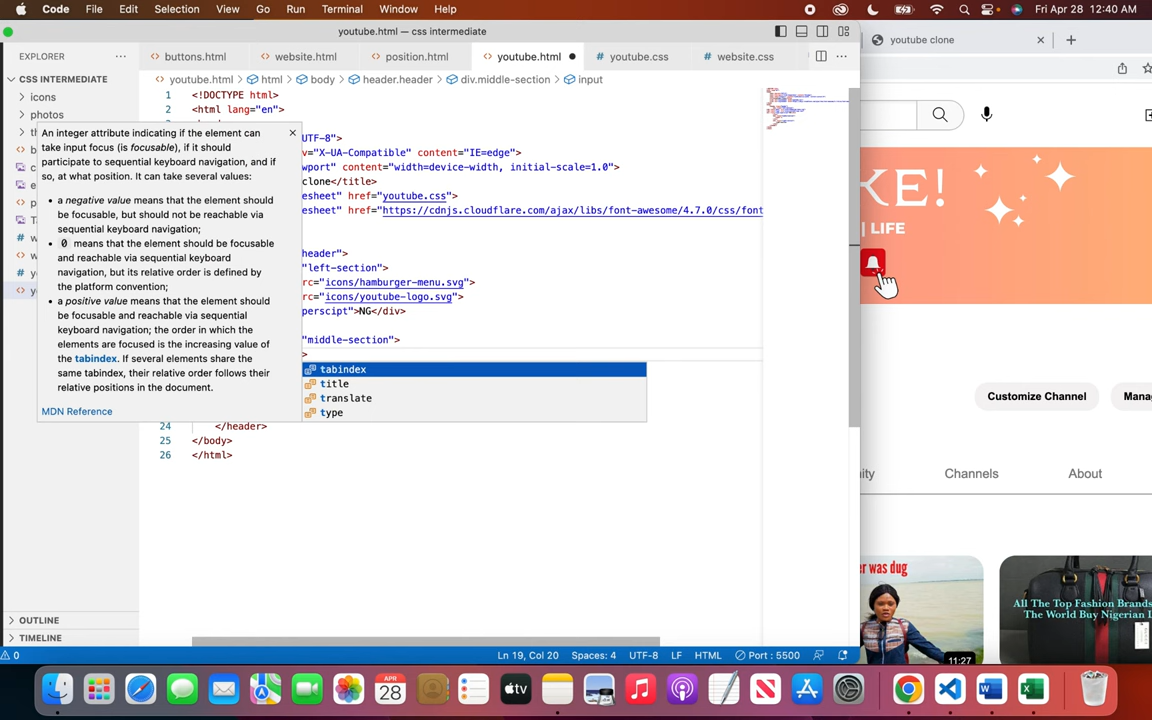 Code File Edit Selection View Go Run Terminal Window Help Fri Apr 28 12:40 AM
youtube.html — css intermediate
EXPLORER ···
buttons.html website.html position.html youtube.html youtube.css website.css
youtube clone
CSS INTERMEDIATE
youtube.html > html > body > header.header > div.middle-section > input
icons
photos
1 <!DOCTYPE html>
2 <html lang="en">
UTF-8">
v="X-UA-Compatible" content="IE=edge">
wport" content="width=device-width, initial-scale=1.0">
clone</title>
esheet" href="youtube.css">
esheet" href="https://cdnjs.cloudflare.com/ajax/libs/font-awesome/4.7.0/css/font
header">
"left-section">
rc="icons/hamburger-menu.svg">
rc="icons/youtube-logo.svg">
perscipt">NG</div>
"middle-section">
>
An integer attribute indicating if the element can
take input focus (is focusable), if it should
participate to sequential keyboard navigation, and if
so, at what position. It can take several values:
• a negative value means that the element should
be focusable, but should not be reachable via
sequential keyboard navigation;
• 0 means that the element should be focusable
and reachable via sequential keyboard
navigation, but its relative order is defined by
the platform convention;
• a positive value means that the element should
be focusable and reachable via sequential
keyboard navigation; the order in which the
elements are focused is the increasing value of
the tabindex. If several elements share the
same tabindex, their relative order follows their
relative positions in the document.
MDN Reference
tabindex
title
translate
type
24 </header>
25 </body>
26 </html>
OUTLINE
TIMELINE
0 Ln 19, Col 20 Spaces: 4 UTF-8 LF HTML Port : 5500
KE!
| LIFE
Customize Channel Mana
ity Channels About
er was dug
11:27
All The Top Fashion Brands
The World Buy Nigerian L
APR
28
tv